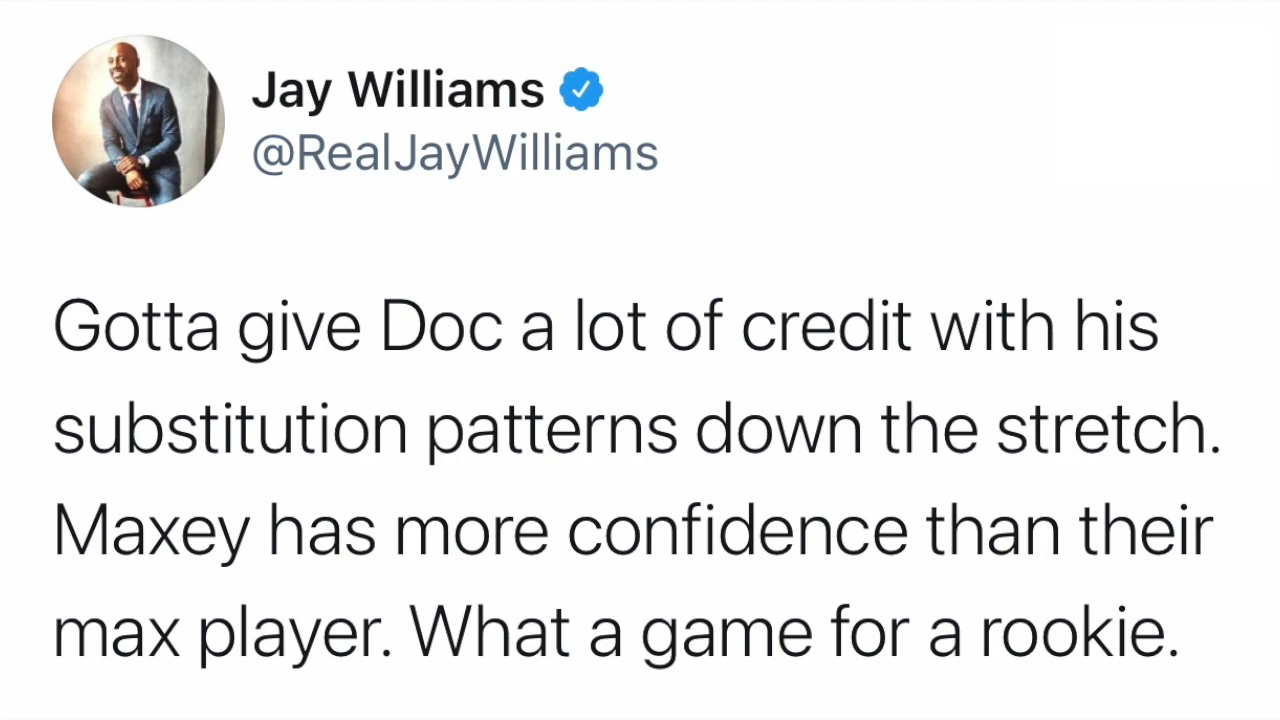 Jay Williams
@RealJayWilliams
Gotta give Doc a lot of credit with his
substitution patterns down the stretch.
Maxey has more confidence than their
max player. What a game for a rookie.